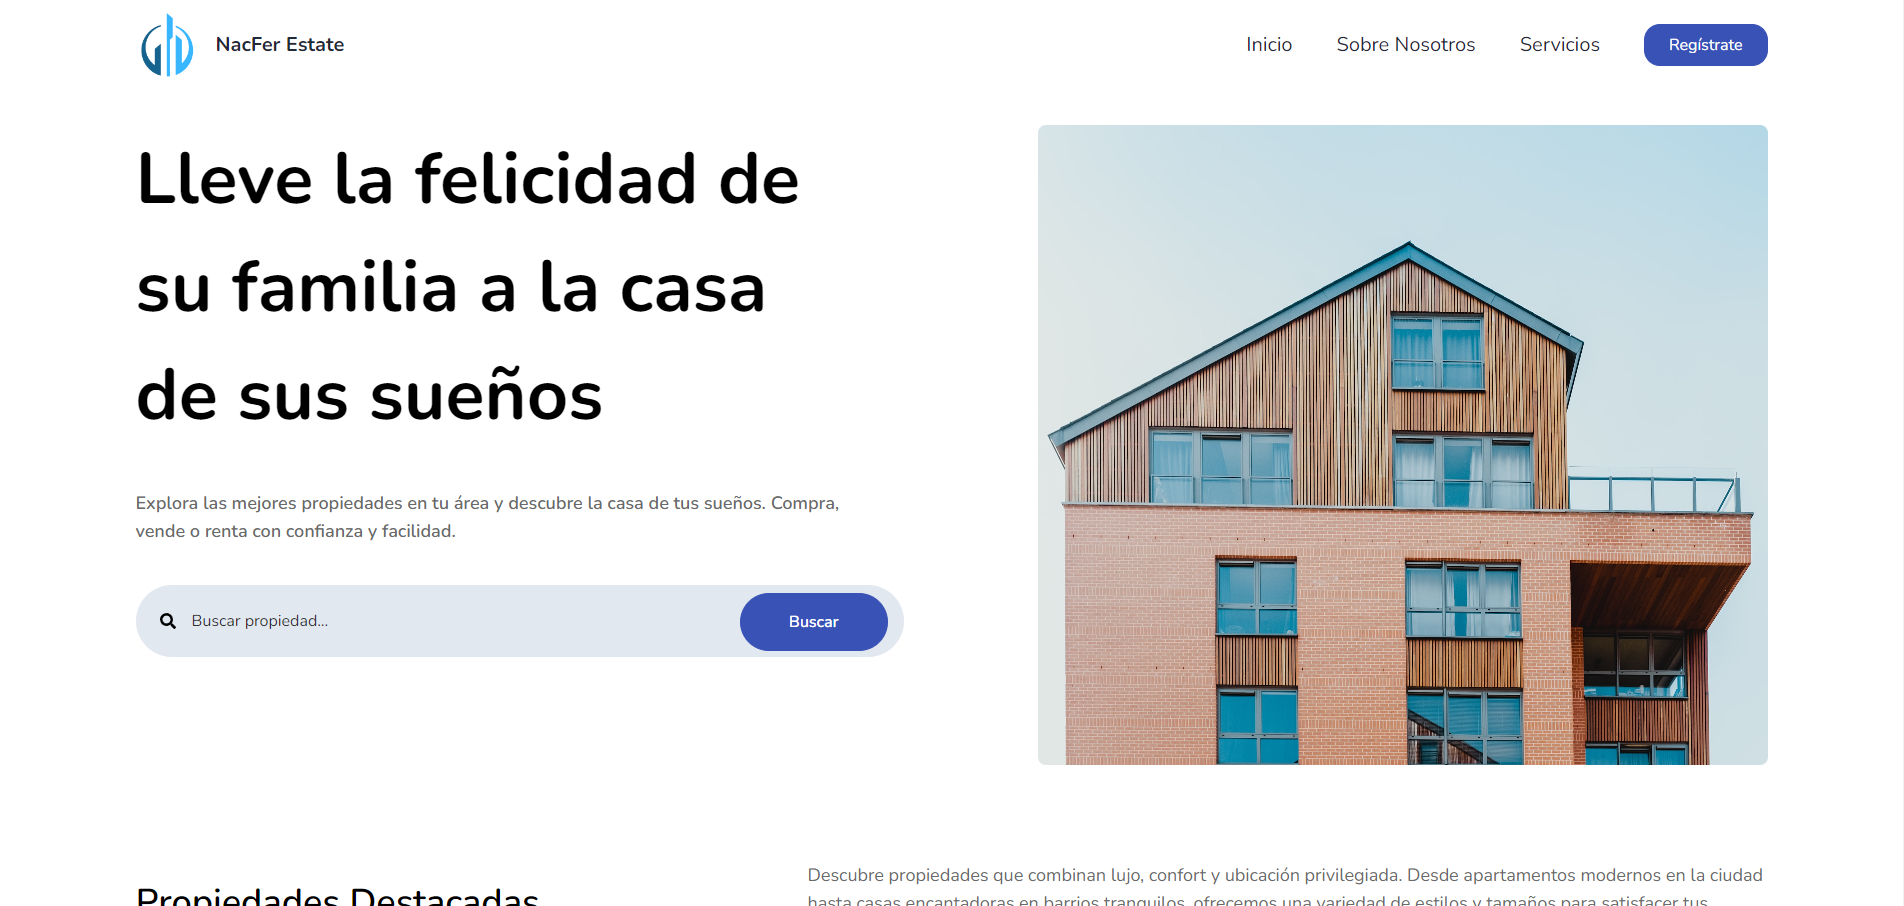 NacFer Estate
Inicio
Sobre Nosotros
Servicios
Regístrate
Lleve la felicidad de
su familia a la casa
de sus sueños
Explora las mejores propiedades en tu área y descubre la casa de tus sueños. Compra,
vende o renta con confianza y facilidad.
Buscar propiedad...
Buscar
Propiedades Destacadas
Descubre propiedades que combinan lujo, confort y ubicación privilegiada. Desde apartamentos modernos en la ciudad
hasta casas encantadoras en barrios tranquilos, ofrecemos una variedad de estilos y tamaños para satisfacer tus